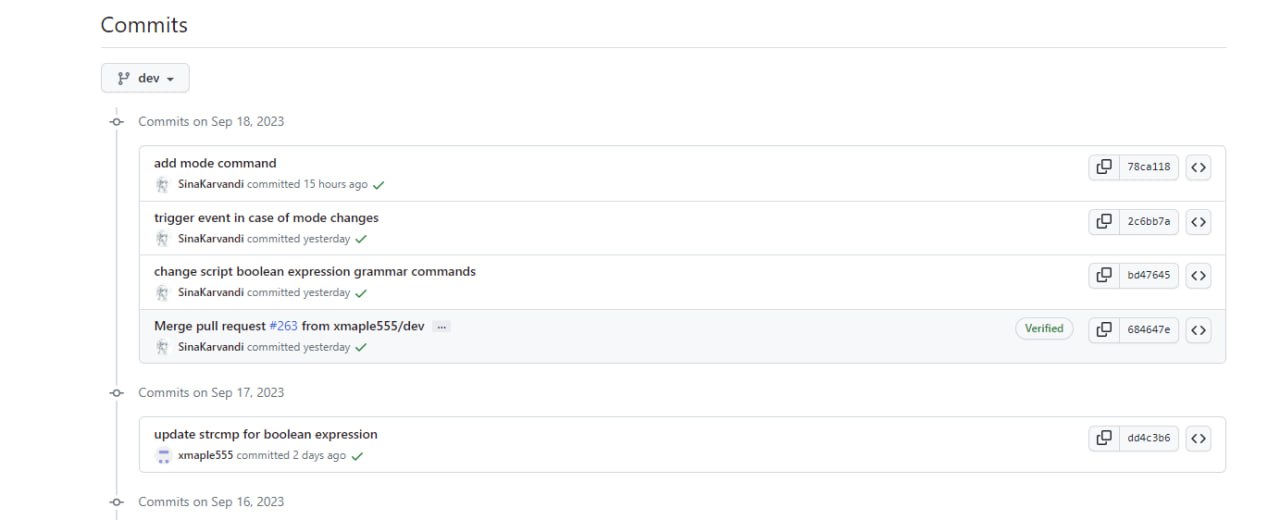 Commits
dev
Commits on Sep 18, 2023
add mode command
SinaKarvandi committed 15 hours ago
78ca118
trigger event in case of mode changes
SinaKarvandi committed yesterday
2c6bb7a
change script boolean expression grammar commands
SinaKarvandi committed yesterday
bd47645
Merge pull request #263 from xmaple555/dev ...
SinaKarvandi committed yesterday
Verified
684647e
Commits on Sep 17, 2023
update strcmp for boolean expression
xmaple555 committed 2 days ago
dd4c3b6
Commits on Sep 16, 2023